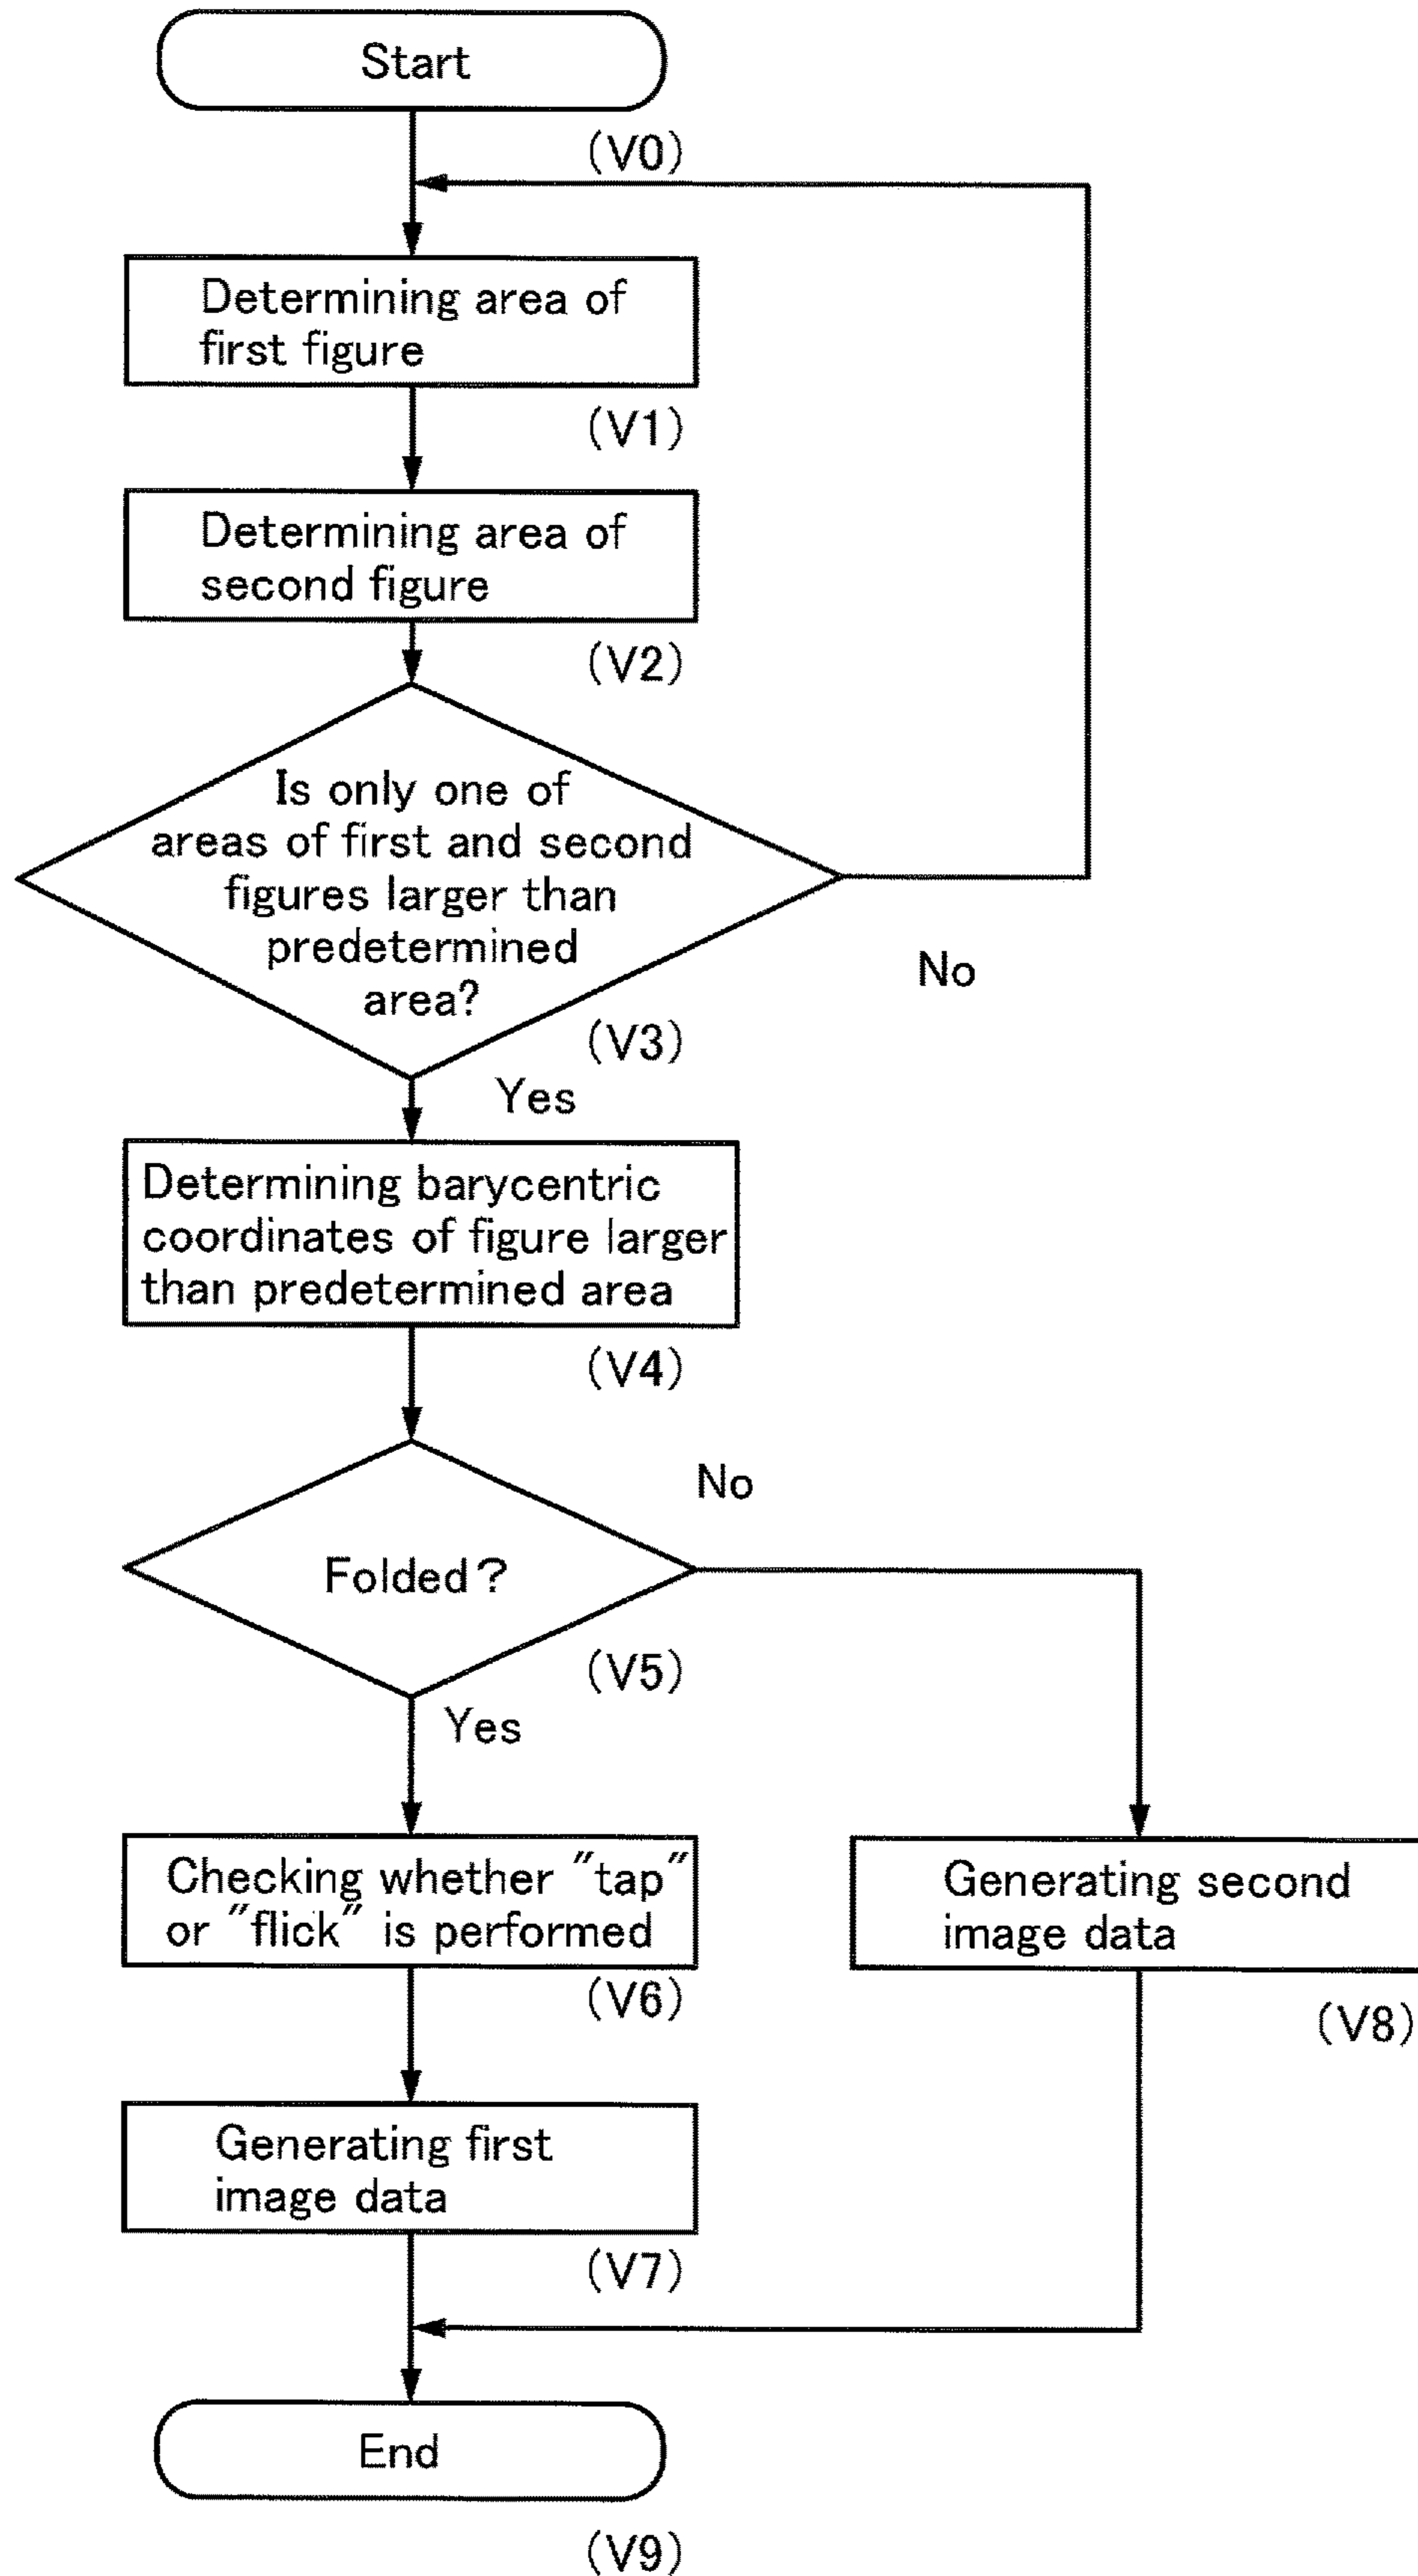 Start
(V0)
Determining area of
first figure
(V1)
Determining area of
second figure
(V2)
Is only one of
areas of first and second
figures larger than
predetermined
area?
No
(V3)
Yes
Determining barycentric
coordinates of figure larger
than predetermined area
(V4)
No
Folded?
(V5)
Yes
Checking whether "tap"
or "flick" is performed
(V6)
Generating second
image data
(V8)
Generating first
image data
(V7)
End
(V9)